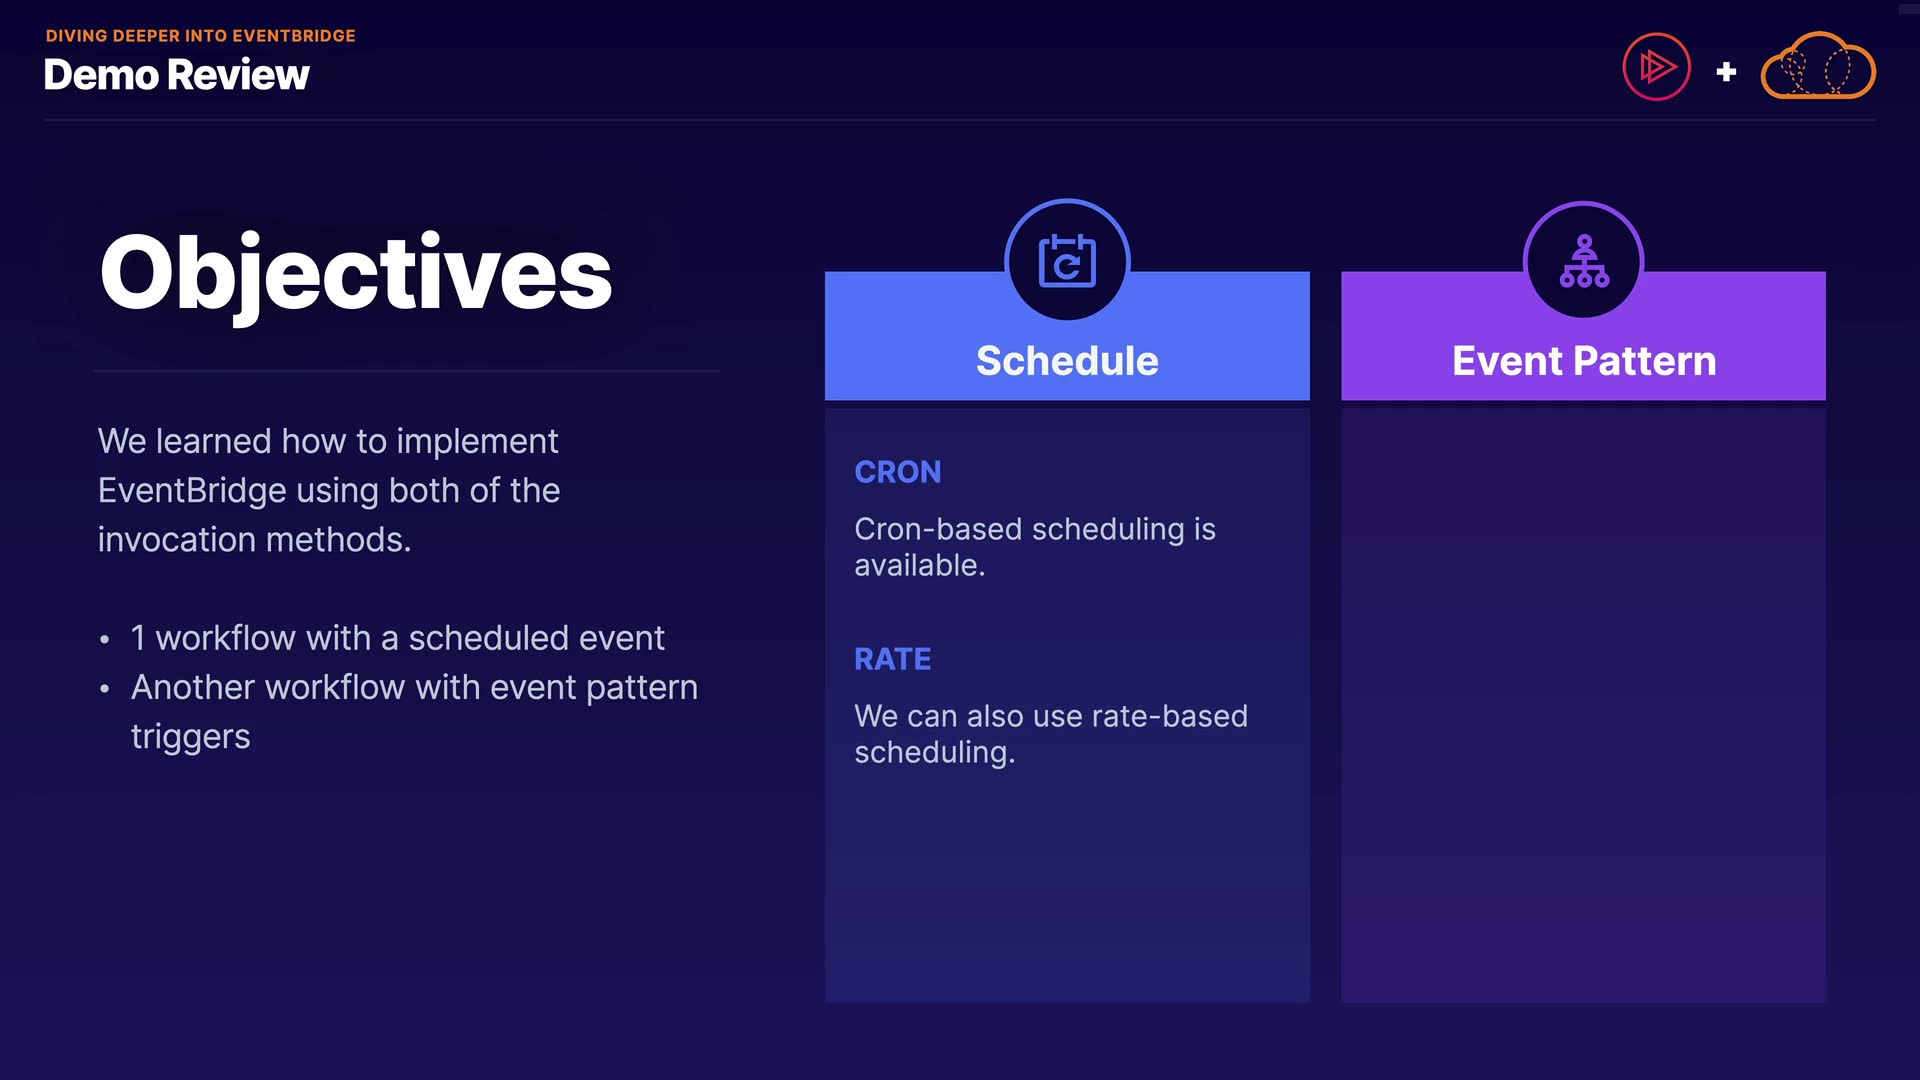 DIVING DEEPER INTO EVENTBRIDGE
Demo Review
Objectives
We learned how to implement
EventBridge using both of the
invocation methods.
• 1 workflow with a scheduled event
• Another workflow with event pattern
triggers
Schedule
CRON
Cron-based scheduling is
available.
RATE
We can also use rate-based
scheduling.
Event Pattern